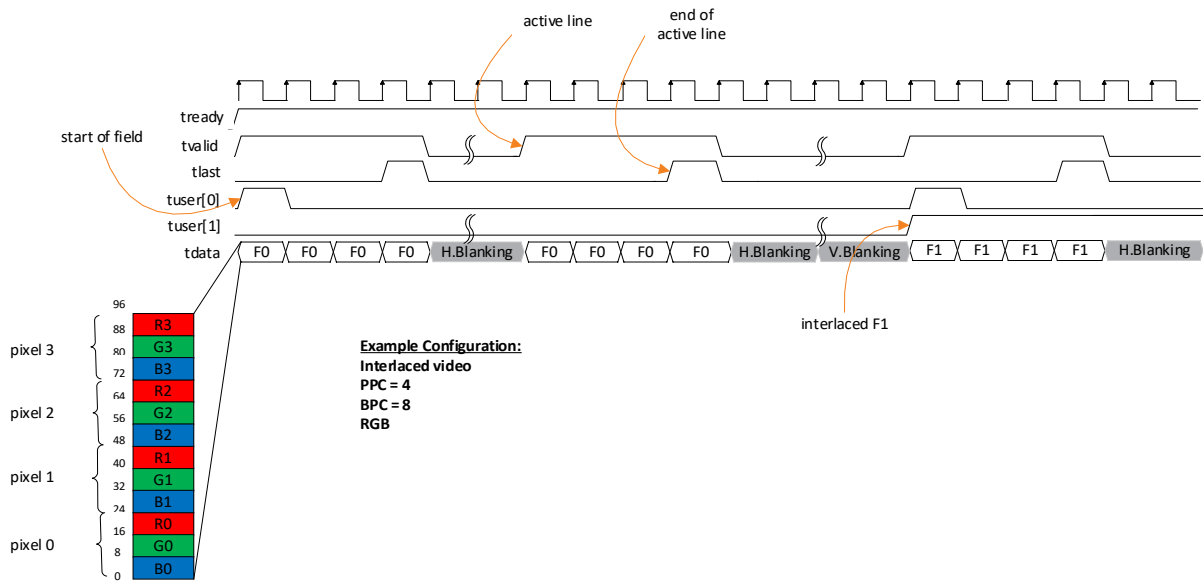 active line
end of
active line
start of field
tready
tvalid
tlast
tuser[0]
tuser[1]
tdata
F0 F0 F0 F0 H.Blanking F0 F0 F0 F0 H.Blanking V.Blanking F1 F1 F1 F1 H.Blanking
interlaced F1
Example Configuration:
Interlaced video
PPC = 4
BPC = 8
RGB
96
R3
88
pixel 3
G3
80
B3
72
R2
64
pixel 2
G2
56
B2
48
R1
40
pixel 1
G1
32
B1
24
R0
16
pixel 0
G0
8
B0
0